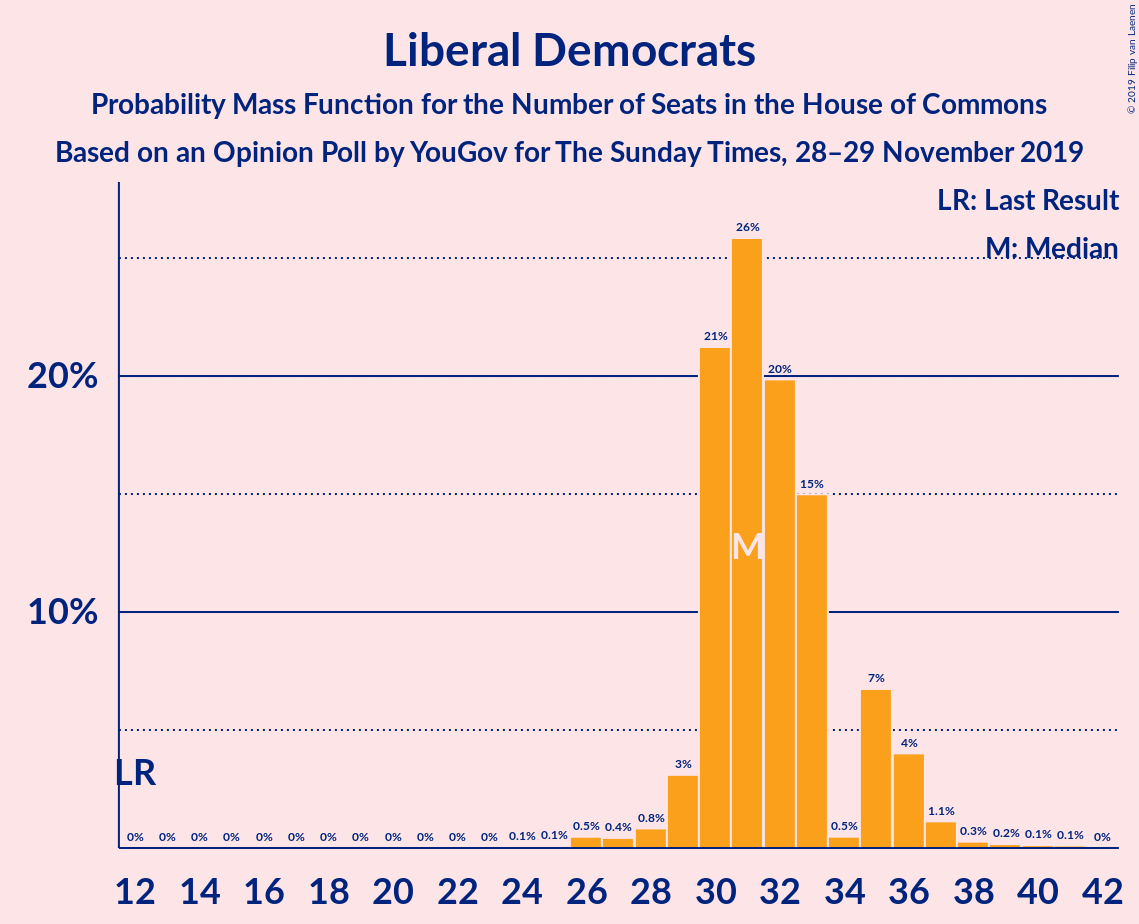 © 2019 Filip van Laenen
Liberal Democrats
Probability Mass Function for the Number of Seats in the House of Commons
Based on an Opinion Poll by YouGov for The Sunday Times, 28–29 November 2019
LR: Last Result
M: Median
20%
10%
LR
M
0% 0% 0% 0% 0% 0% 0% 0% 0% 0% 0% 0% 0.1% 0.1% 0.5% 0.4% 0.8% 3% 21% 26% 20% 15% 0.5% 7% 4% 1.1% 0.3% 0.2% 0.1% 0.1% 0%
12 14 16 18 20 22 24 26 28 30 32 34 36 38 40 42